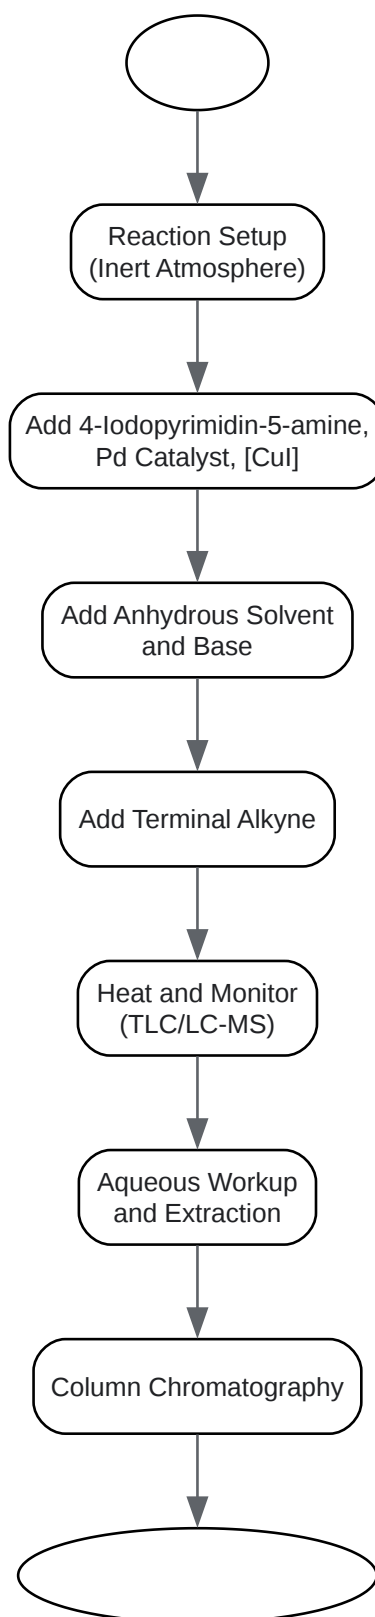 Reaction Setup
(Inert Atmosphere)
Add 4-Iodopyrimidin-5-amine,
Pd Catalyst, [CuI]
Add Anhydrous Solvent
and Base
Add Terminal Alkyne
Heat and Monitor
(TLC/LC-MS)
Aqueous Workup
and Extraction
Column Chromatography